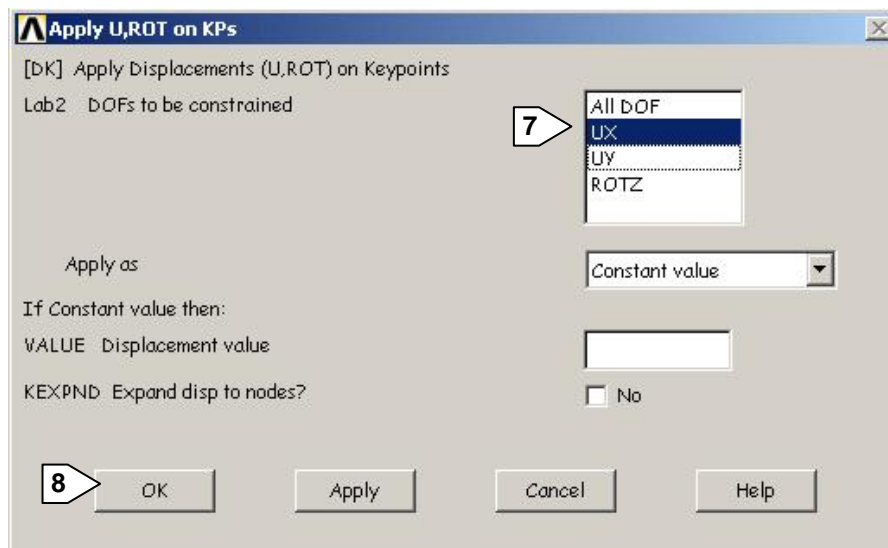 Apply U,ROT on KPs
[DK] Apply Displacements (U,ROT) on Keypoints
Lab2 DOFs to be constrained
All DOF
7
UX
UY
ROTZ
Apply as
Constant value
If Constant value then:
VALUE Displacement value
KEXPND Expand disp to nodes?
No
8
OK
Apply
Cancel
Help